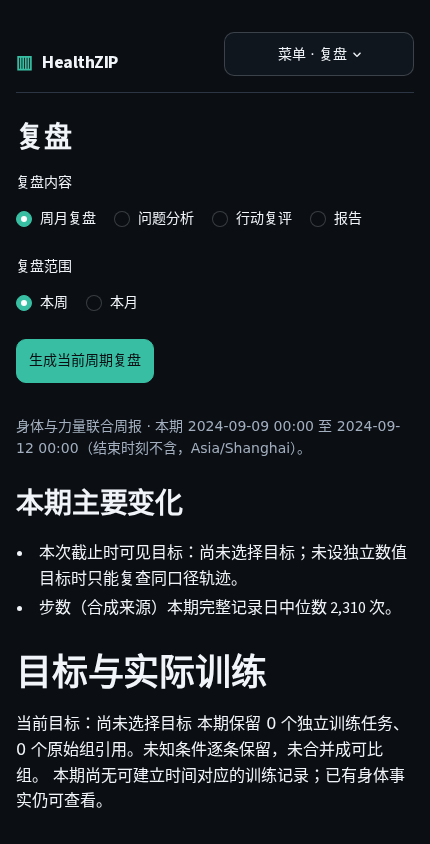 HealthZIP
菜单 · 复盘
复盘
复盘内容
周月复盘 问题分析 行动复评 报告
复盘范围
本周 本月
生成当前周期复盘
身体与力量联合周报 · 本期 2024-09-09 00:00 至 2024-09-
12 00:00（结束时刻不含，Asia/Shanghai）。
本期主要变化
• 本次截止时可见目标：尚未选择目标；未设独立数值
目标时只能复查同口径轨迹。
• 步数（合成来源）本期完整记录日中位数 2,310 次。
目标与实际训练
当前目标：尚未选择目标 本期保留 0 个独立训练任务、
0 个原始组引用。未知条件逐条保留，未合并成可比
组。 本期尚无可建立时间对应的训练记录；已有身体事
实仍可查看。